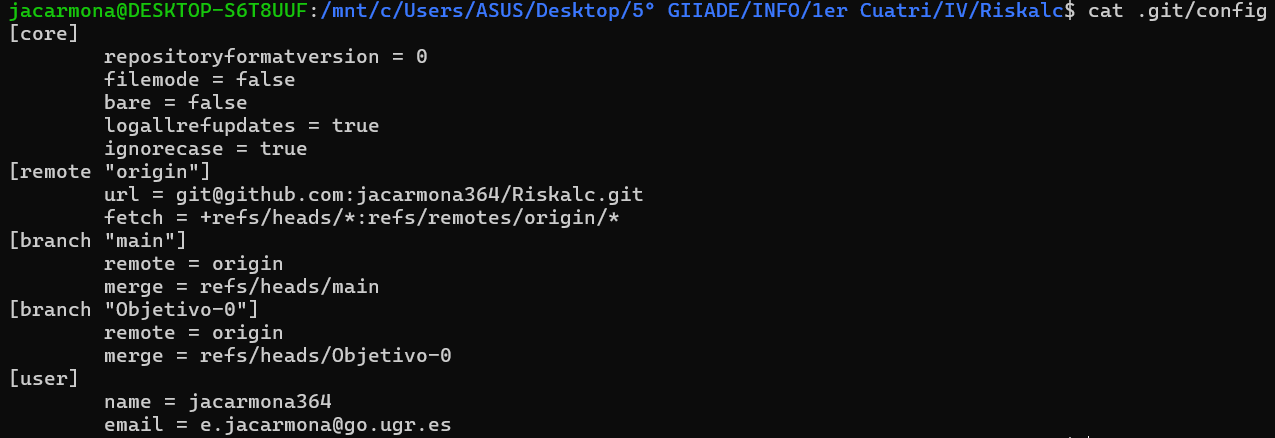 jacarmona@DESKTOP-S6T8UUF:/mnt/c/Users/ASUS/Desktop/5° GIIADE/INFO/1er Cuatri/IV/Riskalc$ cat .git/config
[core]
        repositoryformatversion = 0
        filemode = false
        bare = false
        logallrefupdates = true
        ignorecase = true
[remote "origin"]
        url = git@github.com:jacarmona364/Riskalc.git
        fetch = +refs/heads/*:refs/remotes/origin/*
[branch "main"]
        remote = origin
        merge = refs/heads/main
[branch "Objetivo-0"]
        remote = origin
        merge = refs/heads/Objetivo-0
[user]
        name = jacarmona364
        email = e.jacarmona@go.ugr.es